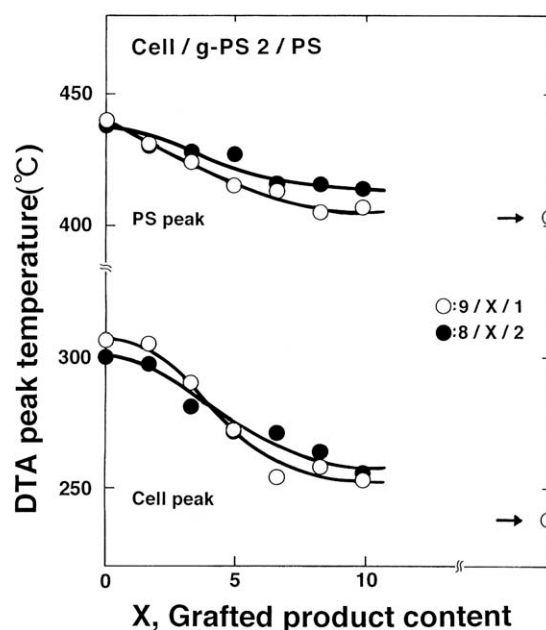 Cell / g-PS 2 / PS
450
400
PS peak
○:9 / X / 1
●:8 / X / 2
300
250
Cell peak
DTA peak temperature(℃)
0
5
10
X, Grafted product content